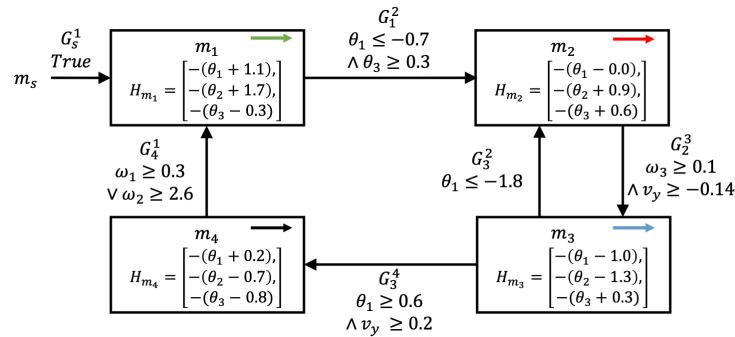 G_s^1
True
m_s
m_1
H_{m_1} = [-(θ_1 + 1.1),
-(θ_2 + 1.7),
-(θ_3 − 0.3)]
G_1^2
θ_1 ≤ −0.7
∧ θ_3 ≥ 0.3
m_2
H_{m_2} = [-(θ_1 − 0.0),
-(θ_2 + 0.9),
-(θ_3 + 0.6)]
G_4^1
ω_1 ≥ 0.3
∨ ω_2 ≥ 2.6
G_3^2
θ_1 ≤ −1.8
G_2^3
ω_3 ≥ 0.1
∧ v_y ≥ −0.14
m_4
H_{m_4} = [-(θ_1 + 0.2),
-(θ_2 − 0.7),
-(θ_3 − 0.8)]
G_3^4
θ_1 ≥ 0.6
∧ v_y ≥ 0.2
m_3
H_{m_3} = [-(θ_1 − 1.0),
-(θ_2 − 1.3),
-(θ_3 + 0.3)]